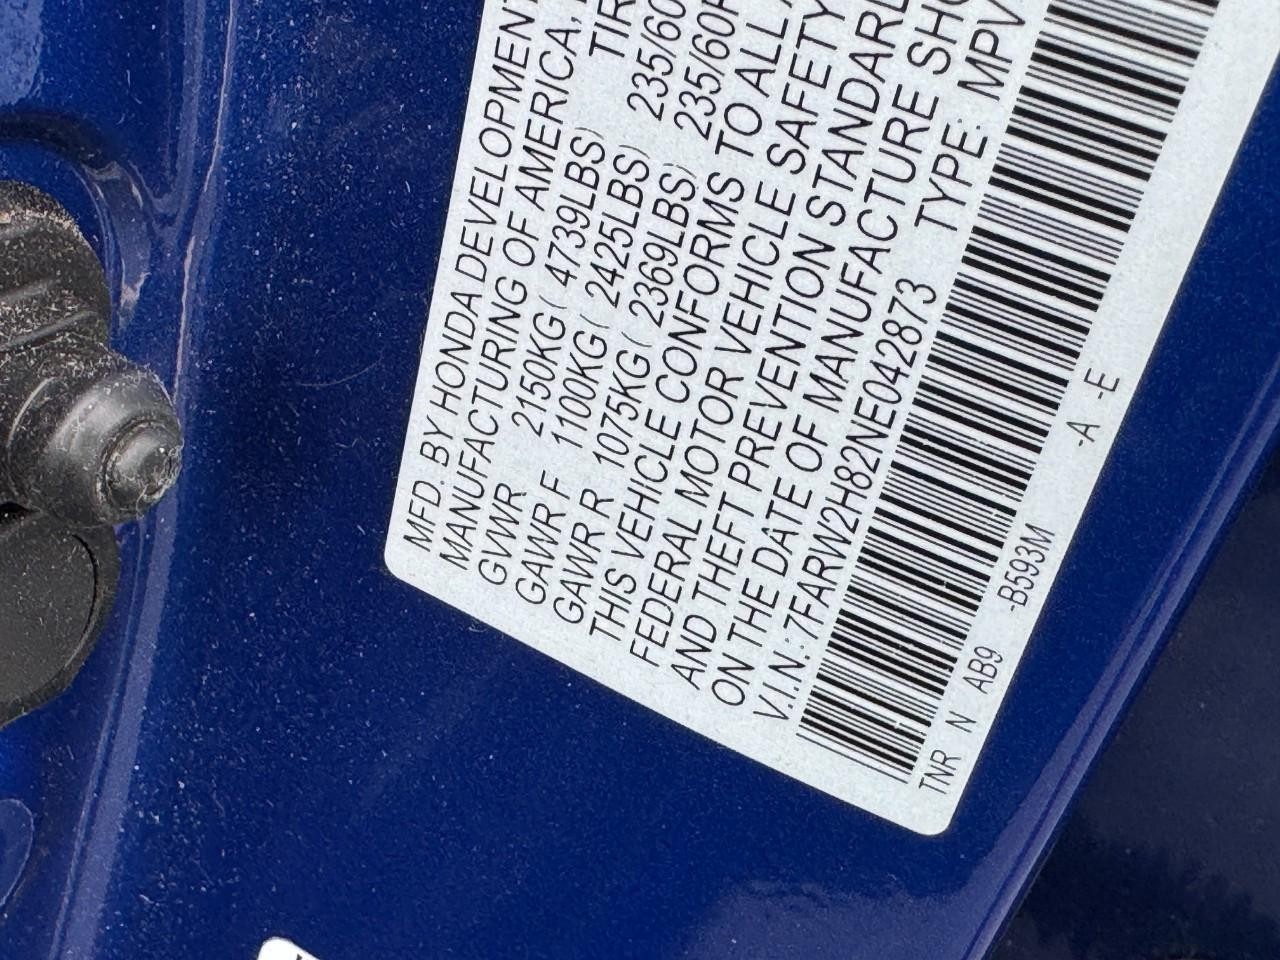 MFD. BY HONDA DEVELOPMENT
MANUFACTURING OF AMERICA,
GVWR 2150KG( 4739LBS) TIR
GAWR F 1100KG( 2425LBS) 235/60
GAWR R 1075KG( 2369LBS) 235/60R
THIS VEHICLE CONFORMS TO ALL
FEDERAL MOTOR VEHICLE SAFETY
AND THEFT PREVENTION STANDARD
ON THE DATE OF MANUFACTURE SHO
V.I.N.: 7FARW2H82NE042873 TYPE: MPV
TNR N AB9 -B593M -A -E